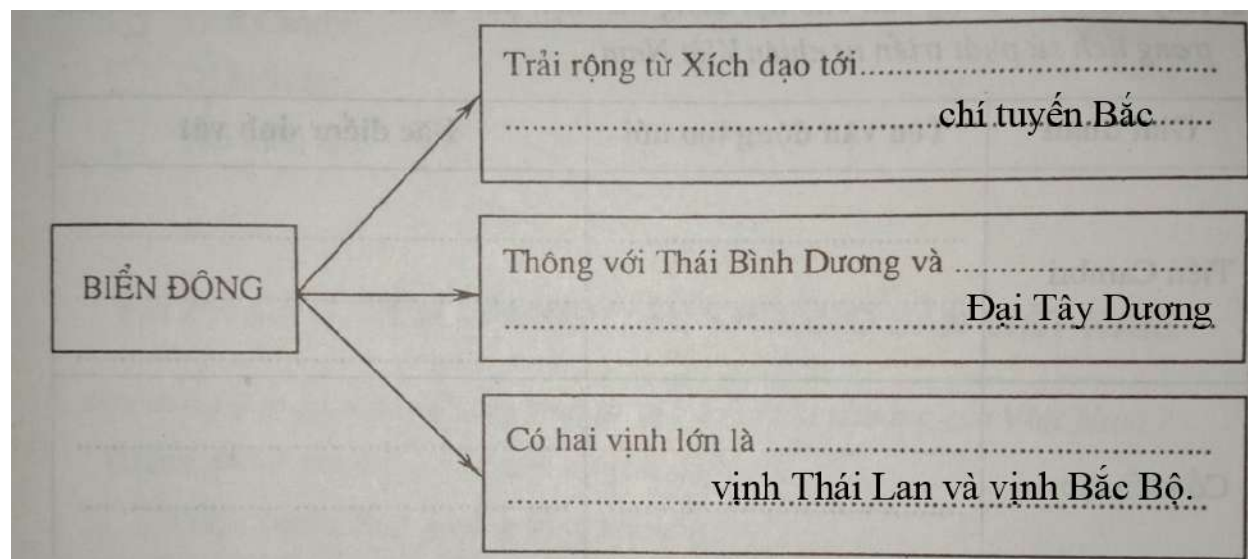 Trải rộng từ Xích đạo tới.......................................
chí tuyến Bắc
BIỂN ĐÔNG
Thông với Thái Bình Dương và ............................
Đại Tây Dương
Có hai vịnh lớn là ................................................
vịnh Thái Lan và vịnh Bắc Bộ.